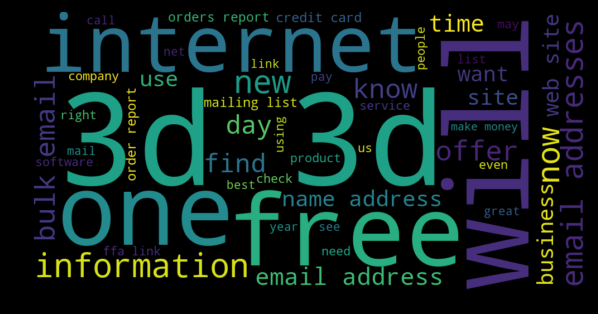 call
orders report
credit card
time
may
internet
net
people
web site
link
list
company
use
new
pay
know
want
site
will
email addresses
3d 3d
mailing list
service
right
order report
day
using
us
make money
bulk email
mail
software
find
product
offer
now
even
best
check
one
free
name address
great
business
year
see
ffa link
need
information
email address